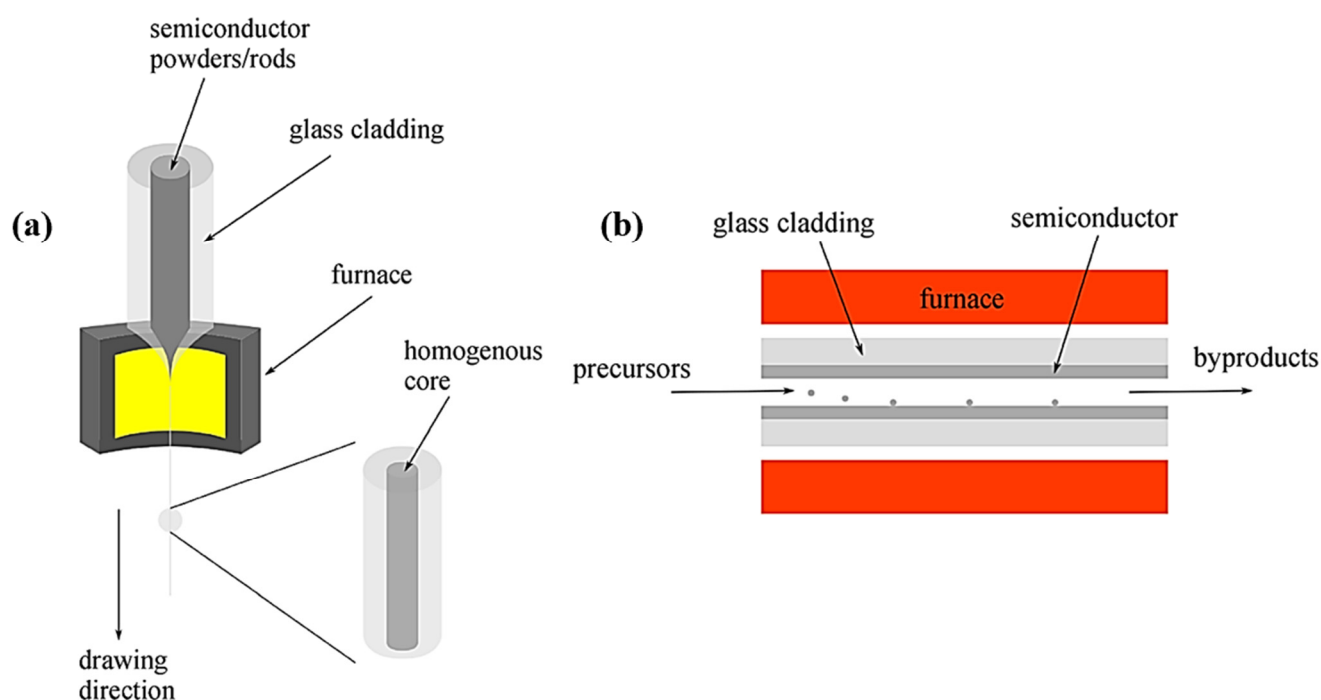 (a)
semiconductor
powders/rods
glass cladding
furnace
homogenous
core
drawing
direction
(b)
glass cladding
semiconductor
furnace
precursors
byproducts